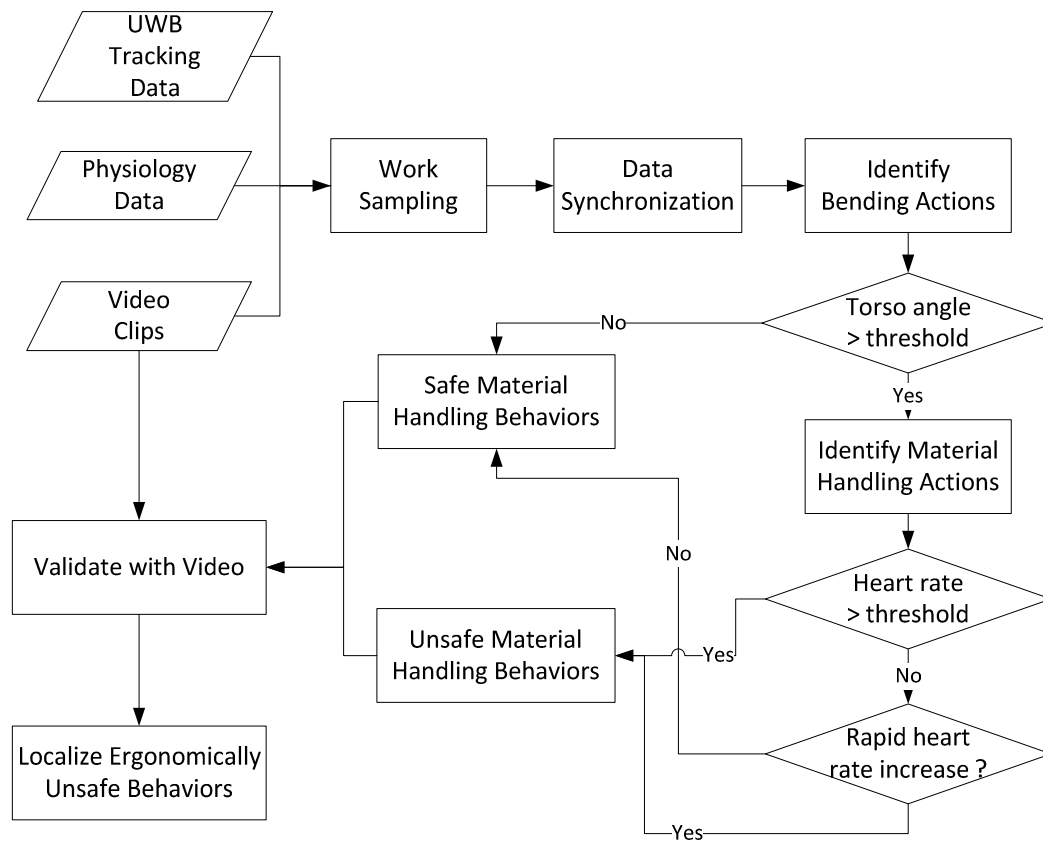 UWB
Tracking
Data
Physiology
Data
Video
Clips
Work
Sampling
Data
Synchronization
Identify
Bending Actions
Torso angle
> threshold
No
Yes
Safe Material
Handling Behaviors
Identify Material
Handling Actions
No
Heart rate
> threshold
Yes
No
Validate with Video
Unsafe Material
Handling Behaviors
Rapid heart
rate increase ?
Yes
Localize Ergonomically
Unsafe Behaviors